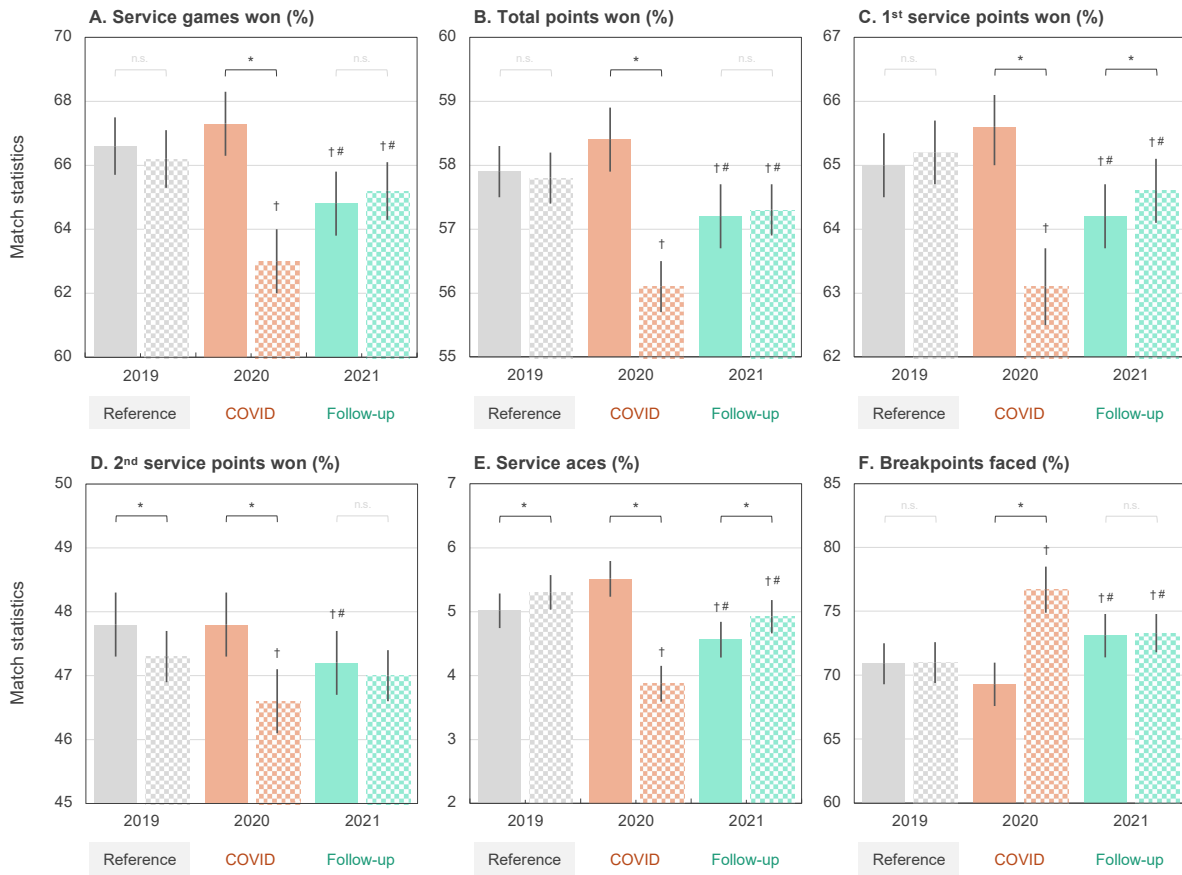 A. Service games won (%)
B. Total points won (%)
C. 1st service points won (%)
Match statistics
70
68
66
64
62
60
n.s.
*
n.s.
†
†#
†#
2019
2020
2021
Reference
COVID
Follow-up
60
59
58
57
56
55
n.s.
*
n.s.
†
†#
†#
2019
2020
2021
Reference
COVID
Follow-up
67
66
65
64
63
62
n.s.
*
*
†
†#
†#
2019
2020
2021
Reference
COVID
Follow-up
D. 2nd service points won (%)
E. Service aces (%)
F. Breakpoints faced (%)
Match statistics
50
49
48
47
46
45
*
*
n.s.
†
†#
2019
2020
2021
Reference
COVID
Follow-up
7
6
5
4
3
2
*
*
*
†
†#
†#
2019
2020
2021
Reference
COVID
Follow-up
85
80
75
70
65
60
n.s.
*
n.s.
†
†#
†#
2019
2020
2021
Reference
COVID
Follow-up